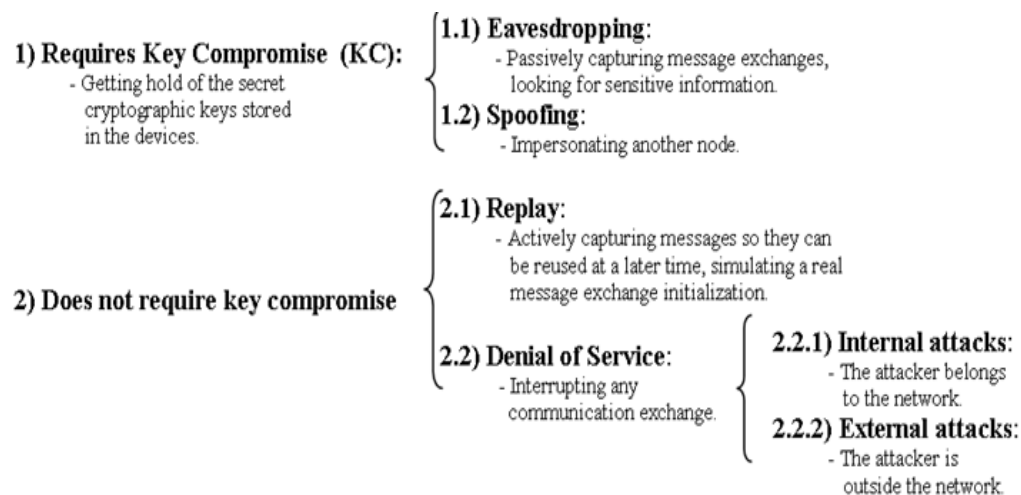 1) Requires Key Compromise (KC):
- Getting hold of the secret
cryptographic keys stored
in the devices.
1.1) Eavesdropping:
- Passively capturing message exchanges,
looking for sensitive information.
1.2) Spoofing:
- Impersonating another node.
2) Does not require key compromise
2.1) Replay:
- Actively capturing messages so they can
be reused at a later time, simulating a real
message exchange initialization.
2.2) Denial of Service:
- Interrupting any
communication exchange.
2.2.1) Internal attacks:
- The attacker belongs
to the network.
2.2.2) External attacks:
- The attacker is
outside the network.